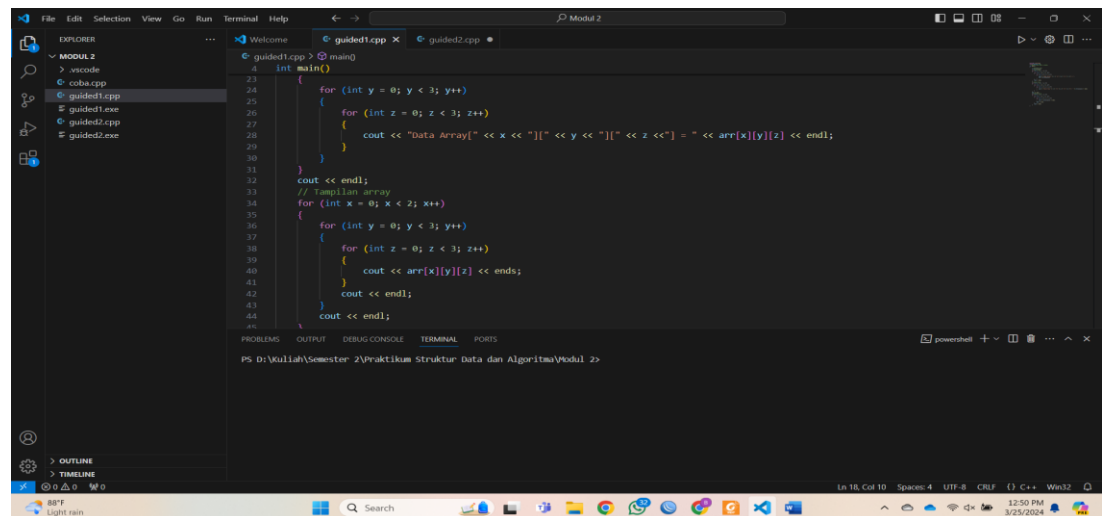 File Edit Selection View Go Run Terminal Help
Modul 2
EXPLORER
Welcome
guided1.cpp
guided2.cpp
MODUL 2
.vscode
coba.cpp
guided1.cpp
guided1.exe
guided2.cpp
guided2.exe
guided1.cpp > main()
4 int main()
23 {
24 for (int y = 0; y < 3; y++)
25 {
26 for (int z = 0; z < 3; z++)
27 {
28 cout << "Data Array[" << x << "][" << y << "][" << z <<"] = " << arr[x][y][z] << endl;
29 }
30 }
31 }
32 cout << endl;
33 // Tampilan array
34 for (int x = 0; x < 2; x++)
35 {
36 for (int y = 0; y < 3; y++)
37 {
38 for (int z = 0; z < 3; z++)
39 {
40 cout << arr[x][y][z] << ends;
41 }
42 cout << endl;
43 }
44 cout << endl;
45 }
PROBLEMS OUTPUT DEBUG CONSOLE TERMINAL PORTS
powershell
PS D:\Kuliah\Semester 2\Praktikum Struktur Data dan Algoritma\Modul 2>
OUTLINE
TIMELINE
0 0 0 Ln 18, Col 10 Spaces: 4 UTF-8 CRLF {} C++ Win32
88°F
Light rain
Search
12:50 PM
3/25/2024